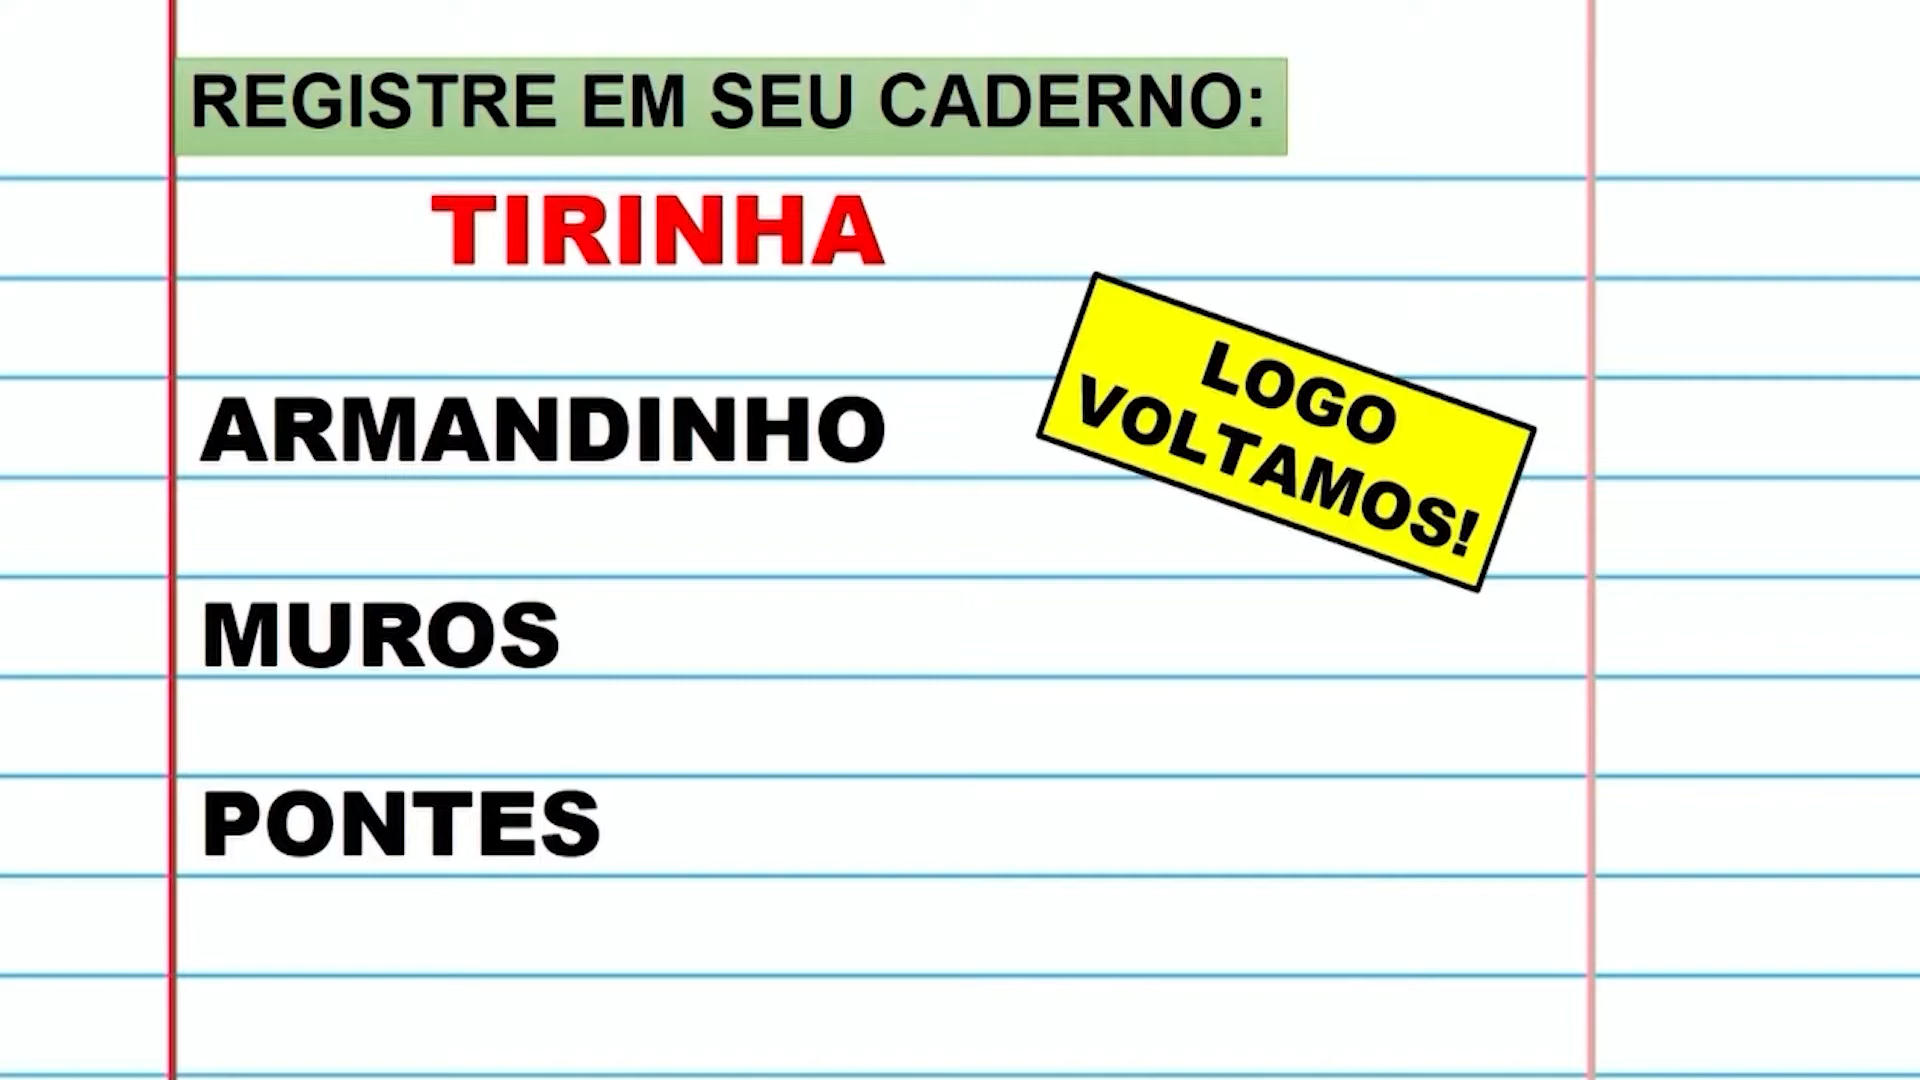 REGISTRE EM SEU CADERNO:
TIRINHA
ARMANDINHO
LOGO
VOLTAMOS!
MUROS
PONTES